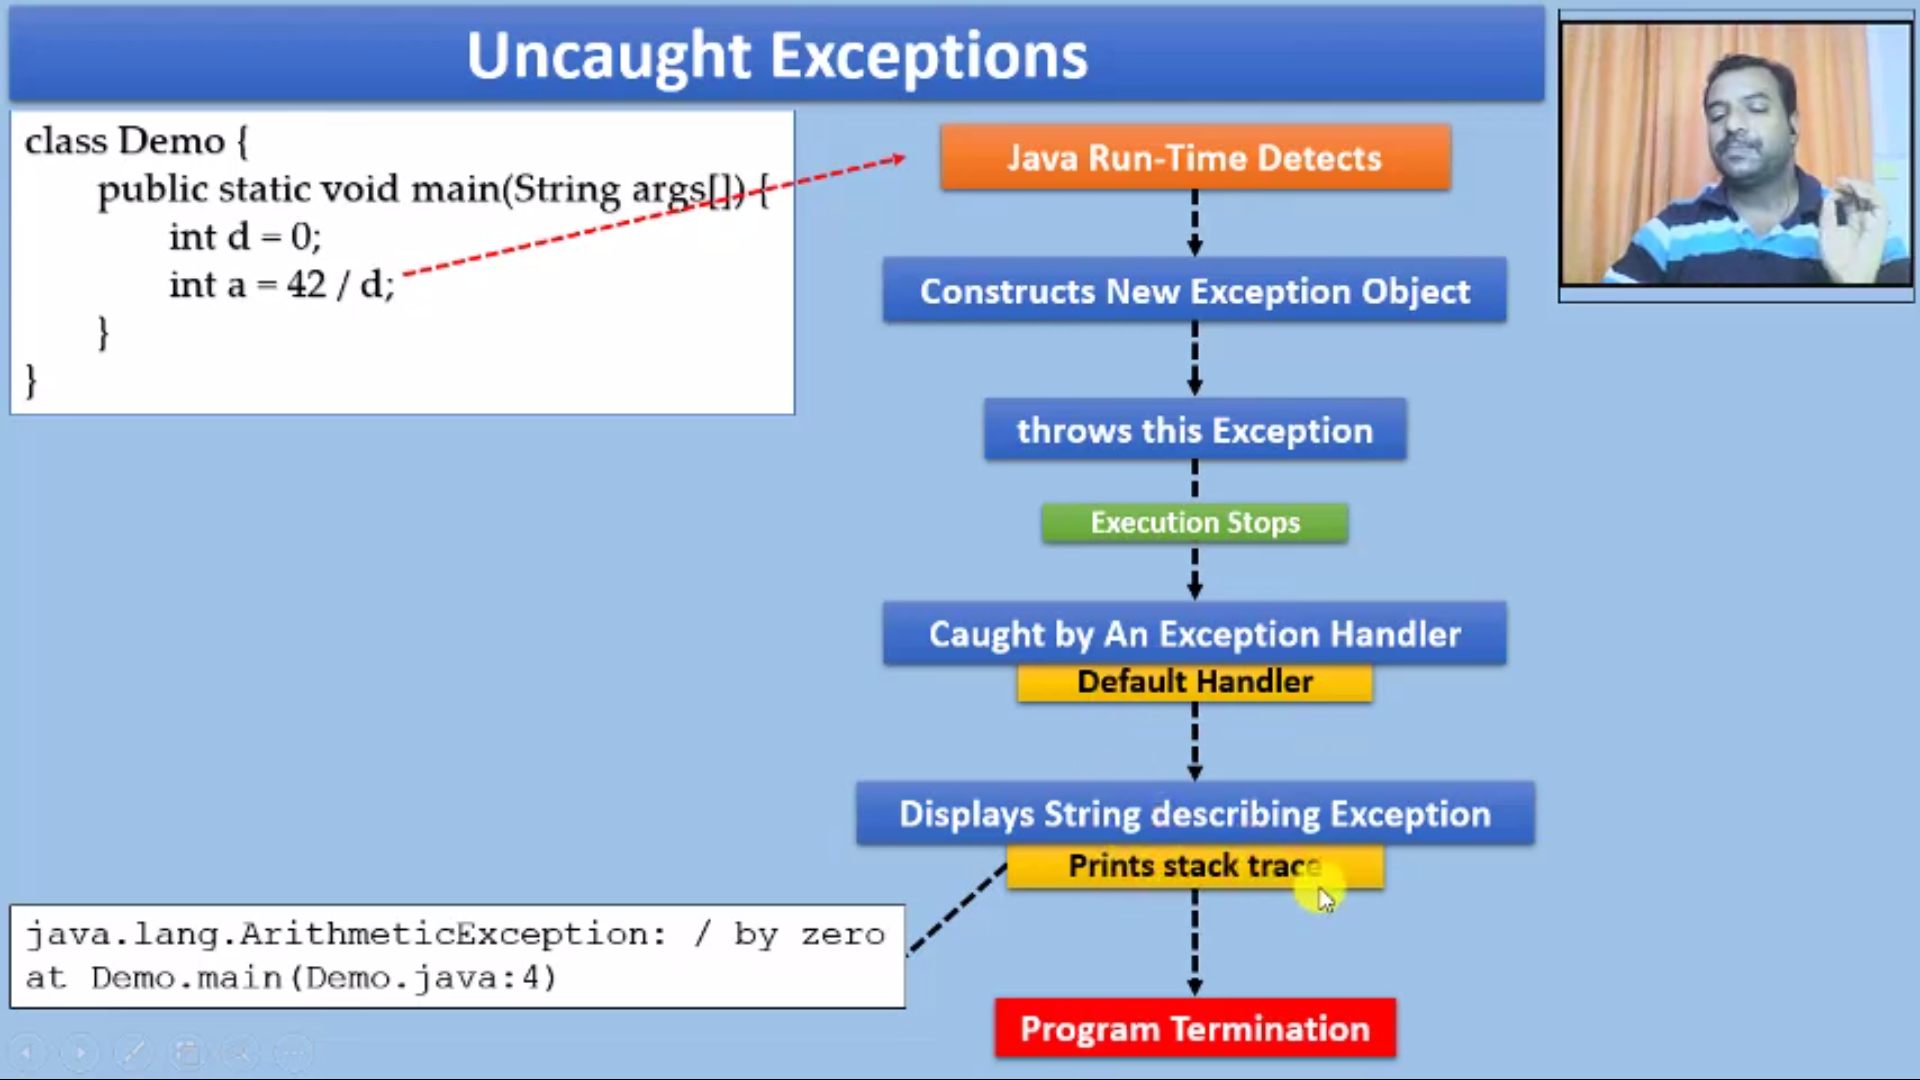 Uncaught Exceptions
class Demo {
public static void main(String args[]) {
int d = 0;
int a = 42 / d;
}
}
Java Run-Time Detects
Constructs New Exception Object
throws this Exception
Execution Stops
Caught by An Exception Handler
Default Handler
Displays String describing Exception
Prints stack trace
java.lang.ArithmeticException: / by zero
at Demo.main(Demo.java:4)
Program Termination